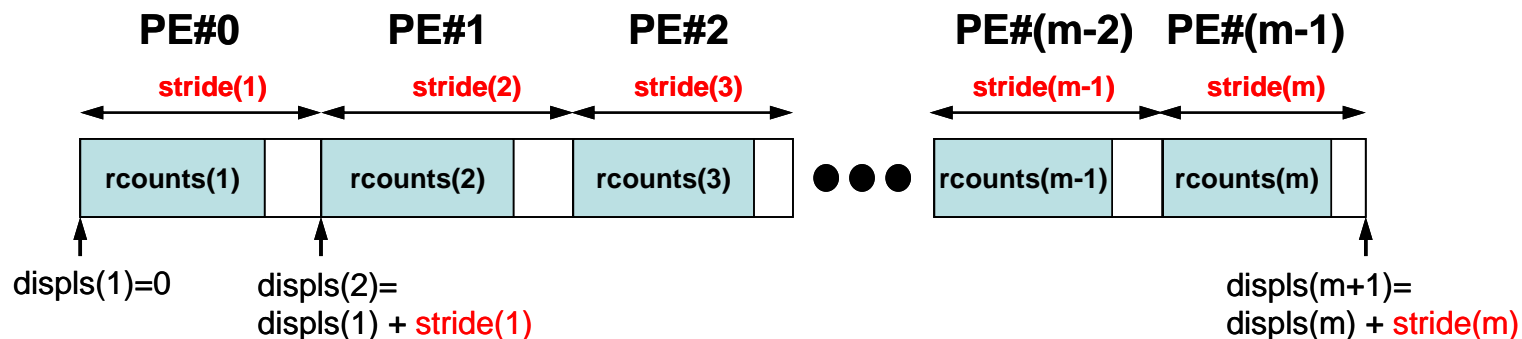 PE#0 PE#1 PE#2 PE#(m-2) PE#(m-1)
stride(1) stride(2) stride(3) stride(m-1) stride(m)
rcounts(1) rcounts(2) rcounts(3) rcounts(m-1) rcounts(m)
displs(1)=0 displs(2)= displs(m+1)=
displs(1) + stride(1) displs(m) + stride(m)